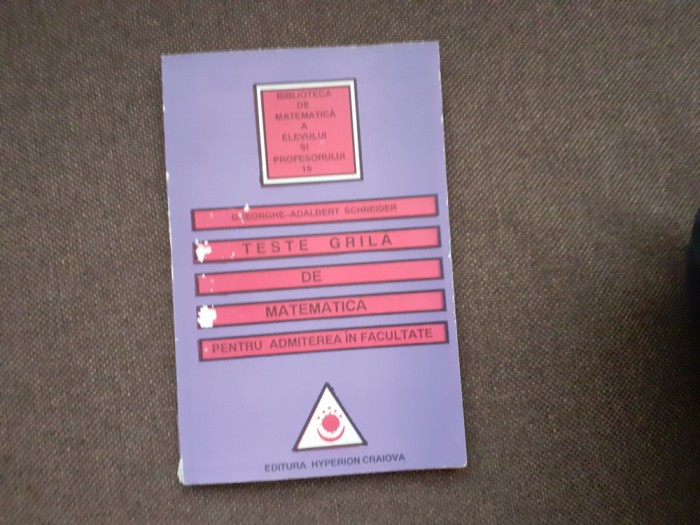 BIBLIOTECA
DE
MATEMATICĂ
A
ELEVULUI
ȘI
PROFESORULUI
15
GHEORGHE-ADALBERT SCHNEIDER
TESTE GRILĂ
DE
MATEMATICĂ
PENTRU ADMITEREA ÎN FACULTATE
EDITURA HYPERION CRAIOVA